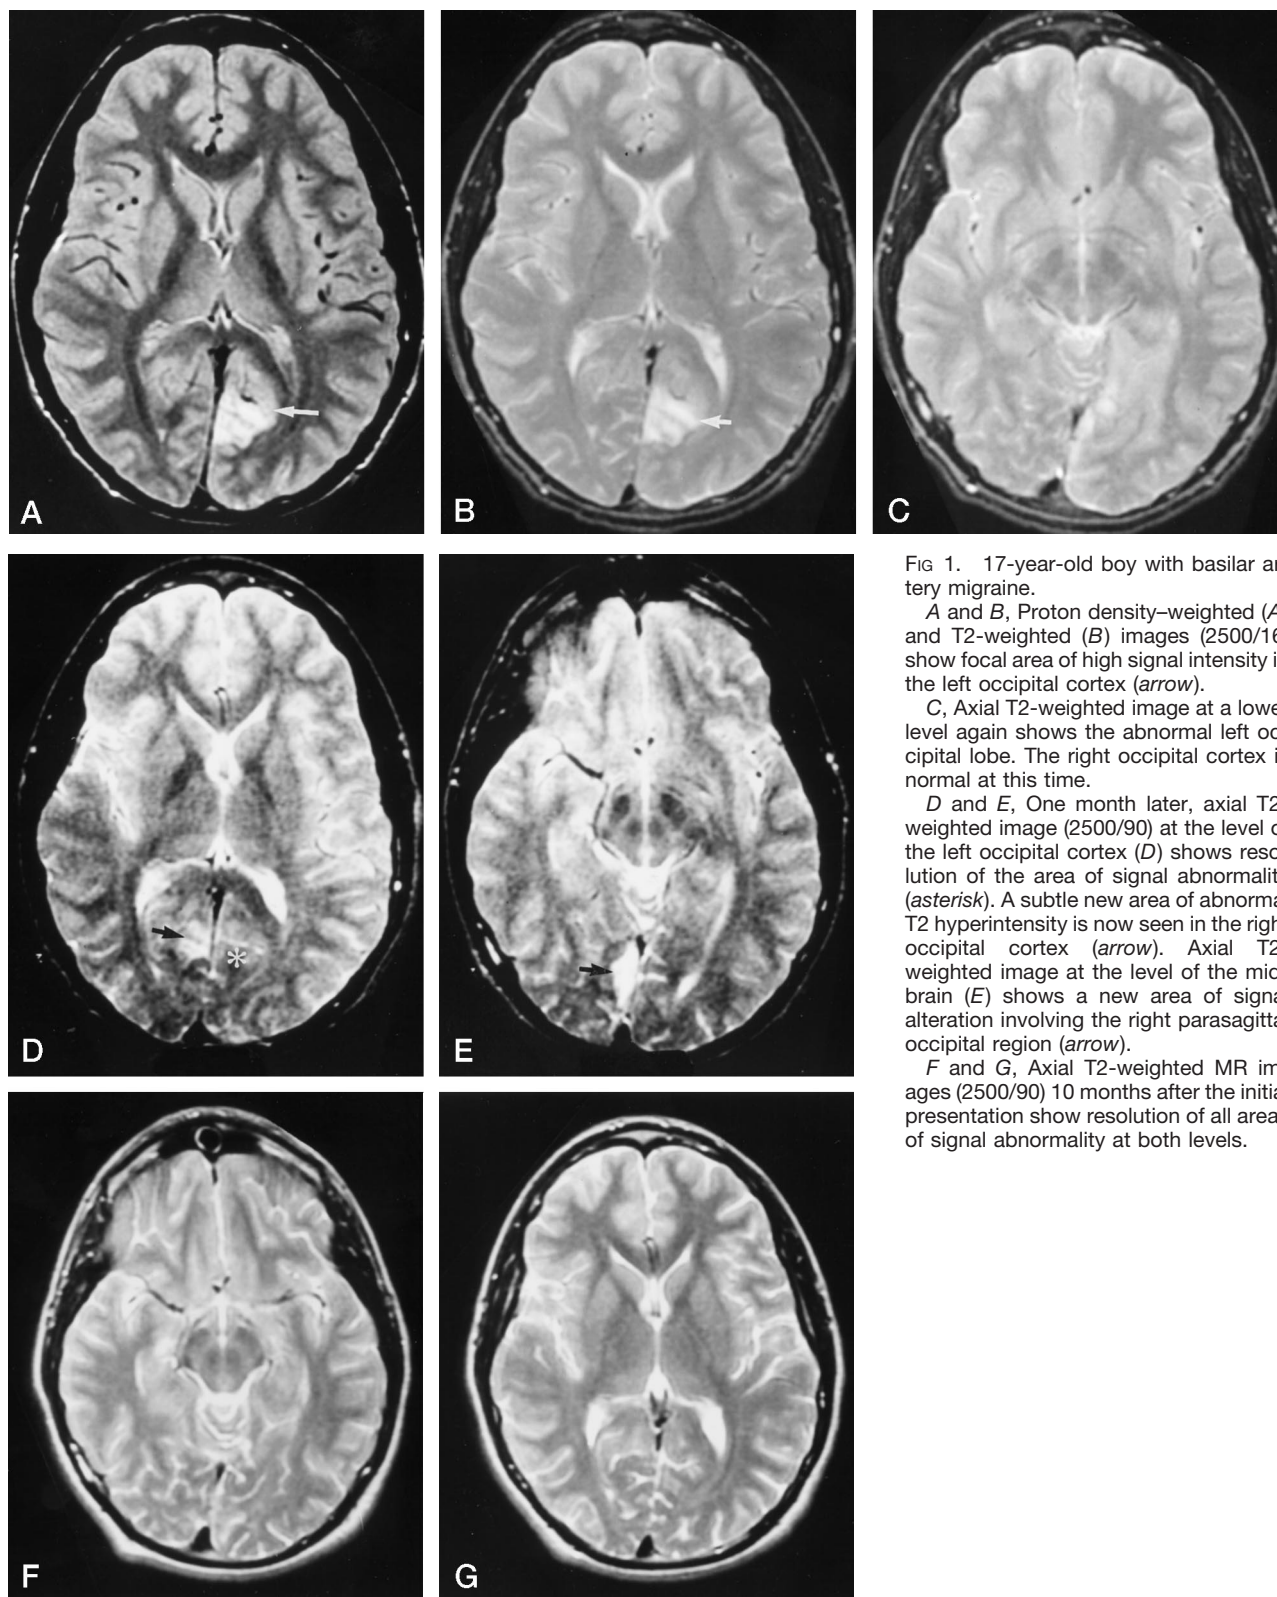 A
B
C
D
E
F
G
FIG 1. 17-year-old boy with basilar ar
tery migraine.
A and B, Proton density–weighted (A
and T2-weighted (B) images (2500/16
show focal area of high signal intensity i
the left occipital cortex (arrow).
C, Axial T2-weighted image at a lowe
level again shows the abnormal left oc
cipital lobe. The right occipital cortex i
normal at this time.
D and E, One month later, axial T2
weighted image (2500/90) at the level o
the left occipital cortex (D) shows reso
lution of the area of signal abnormalit
(asterisk). A subtle new area of abnorma
T2 hyperintensity is now seen in the righ
occipital cortex (arrow). Axial T2
weighted image at the level of the mid
brain (E) shows a new area of signa
alteration involving the right parasagitta
occipital region (arrow).
F and G, Axial T2-weighted MR im
ages (2500/90) 10 months after the initia
presentation show resolution of all area
of signal abnormality at both levels.